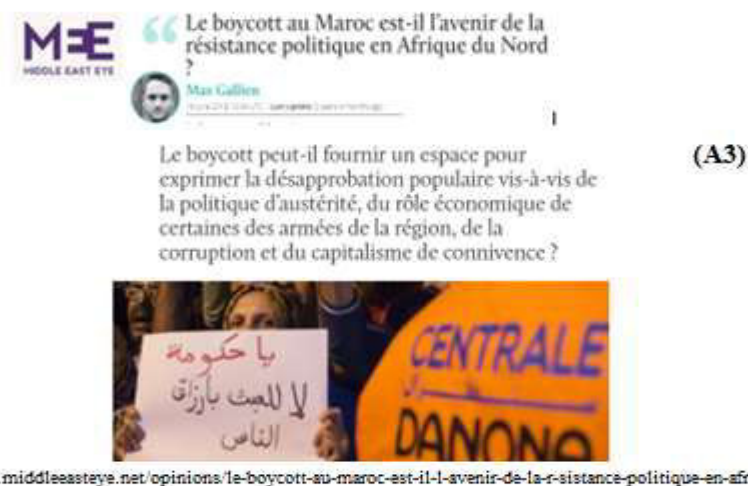 MEE
MIDDLE EAST EYE
“ Le boycott au Maroc est-il l'avenir de la
résistance politique en Afrique du Nord
?
Max Gallien
Le boycott peut-il fournir un espace pour
exprimer la désapprobation populaire vis-à-vis de
la politique d'austérité, du rôle économique de
certaines des armées de la région, de la
corruption et du capitalisme de connivence ?
(A3)
يا حكومة
لا للعبث بأرزاق
الناس
CENTRALE
DANONE
.middleeasteye.net/opinions/le-boycott-au-maroc-est-il-l-avenir-de-la-r-sistance-politique-en-afr